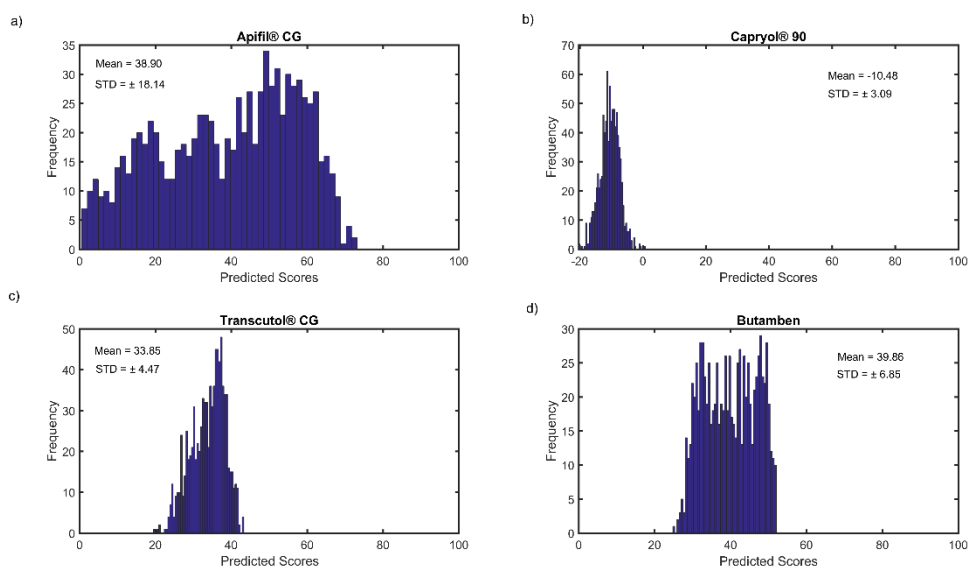 a)
Apifil® CG
Mean = 38.90
STD = ± 18.14
Frequency
35
30
25
20
15
10
5
0
0 20 40 60 80 100
Predicted Scores
b)
Capryol® 90
Mean = -10.48
STD = ± 3.09
Frequency
70
60
50
40
30
20
10
0
-20 0 20 40 60 80 100
Predicted Scores
c)
Transcutol® CG
Mean = 33.85
STD = ± 4.47
Frequency
50
40
30
20
10
0
0 20 40 60 80 100
Predicted Scores
d)
Butamben
Mean = 39.86
STD = ± 6.85
Frequency
30
25
20
15
10
5
0
0 20 40 60 80 100
Predicted Scores